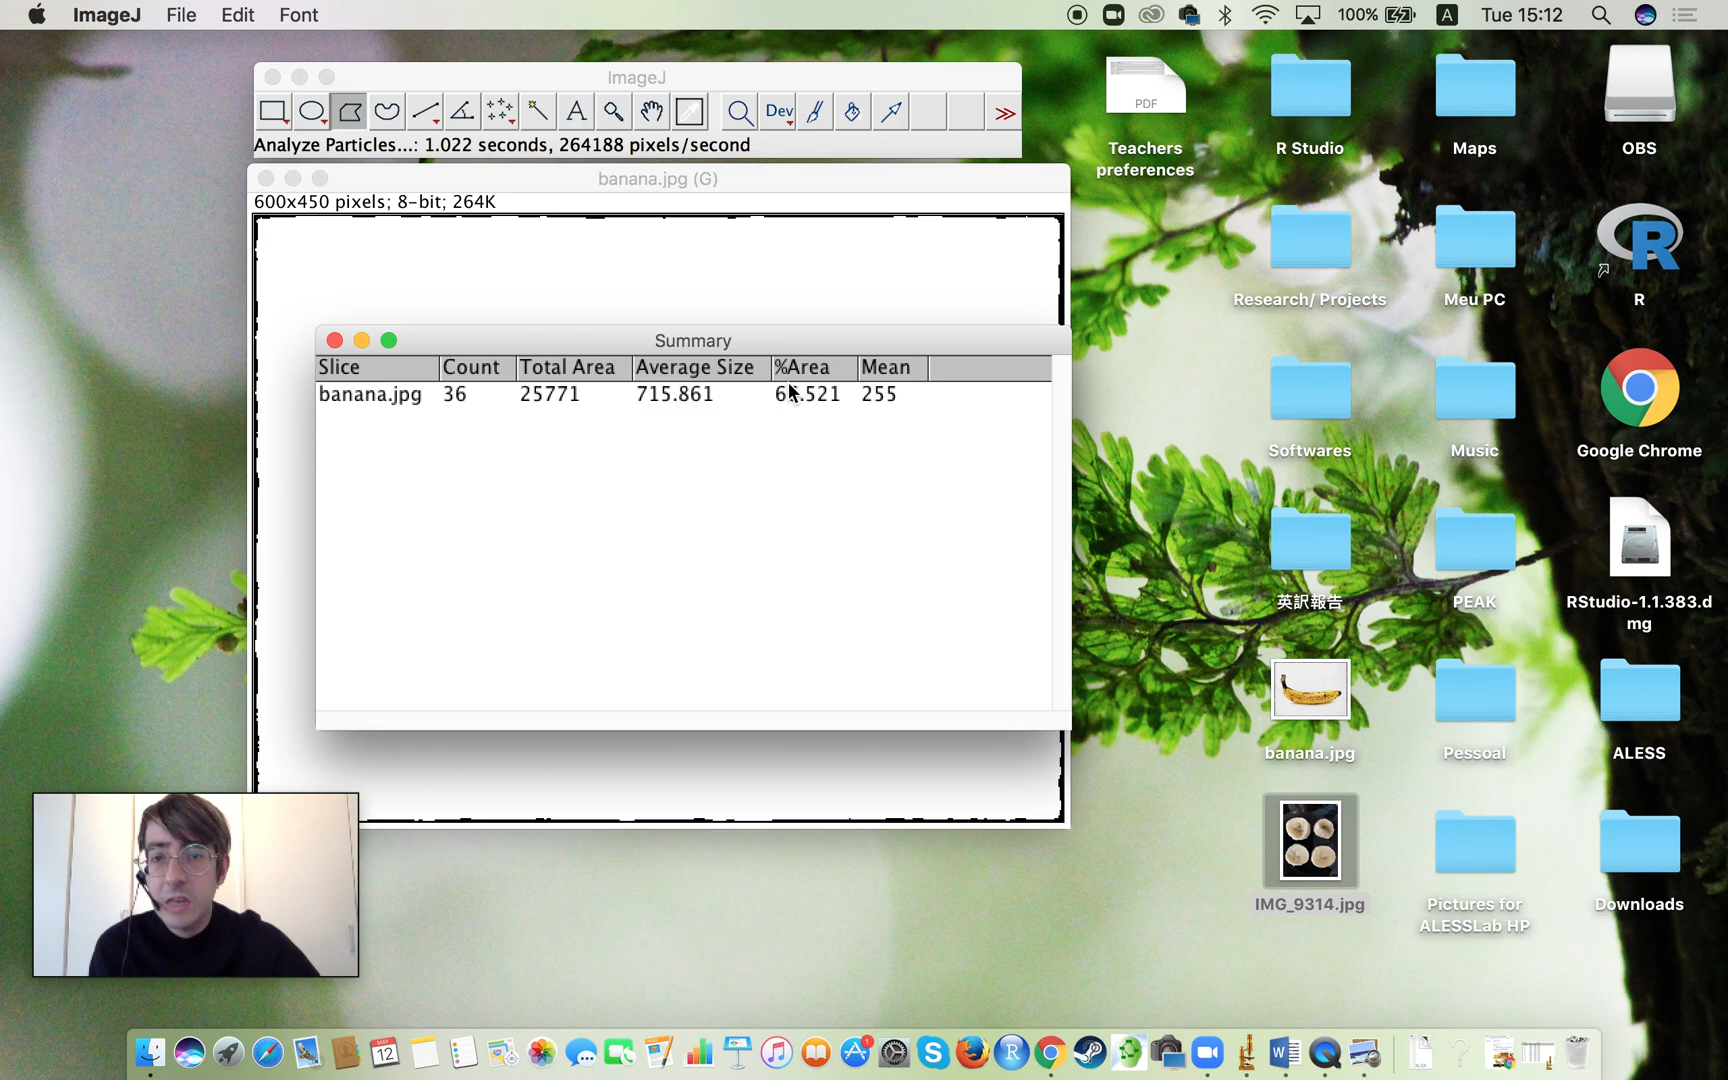 ImageJ File Edit Font
100% A Tue 15:12
ImageJ
Dev
Analyze Particles...: 1.022 seconds, 264188 pixels/second
banana.jpg (G)
600x450 pixels; 8-bit; 264K
Summary
Slice Count Total Area Average Size %Area Mean
banana.jpg 36 25771 715.861 255
PDF
Teachers
preferences
R Studio
Maps
OBS
Research/ Projects
Meu PC
R
Softwares
Music
Google Chrome
英訳報告
PEAK
RStudio-1.1.383.d
mg
banana.jpg
Pessoal
ALESS
IMG_9314.jpg
Pictures for
ALESSLab HP
Downloads
12